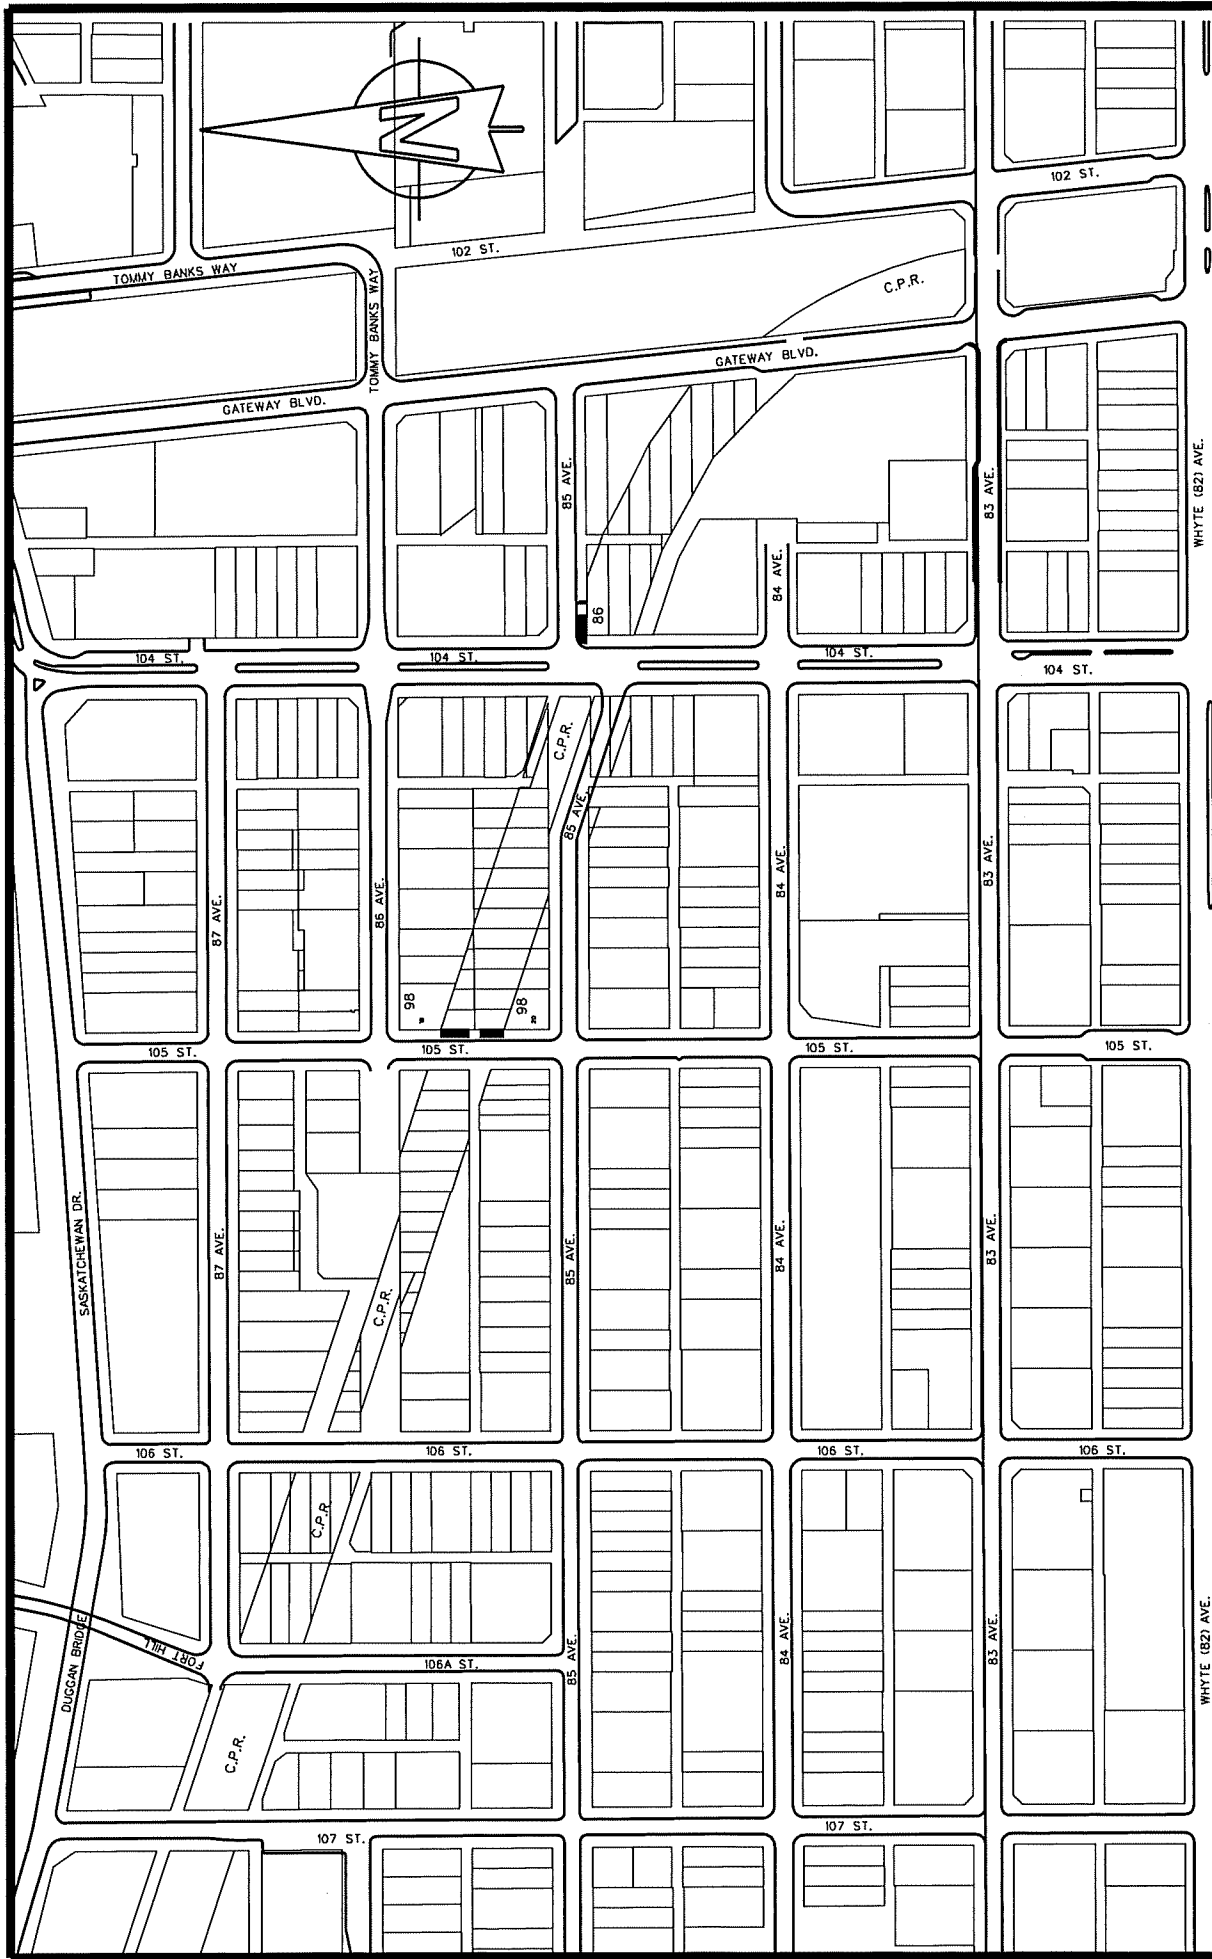 N
102 ST.
102 ST.
TOMMY BANKS WAY
TOMMY BANKS WAY
C.P.R.
GATEWAY BLVD.
GATEWAY BLVD.
85 AVE.
83 AVE.
WHYTE (82) AVE.
84 AVE.
86
104 ST.
104 ST.
104 ST.
104 ST.
C.P.R.
85 AVE.
87 AVE.
86 AVE.
84 AVE.
83 AVE.
98
98
20
105 ST.
105 ST.
105 ST.
105 ST.
SASKATCHEWAN DR.
87 AVE.
C.P.R.
85 AVE.
84 AVE.
83 AVE.
106 ST.
106 ST.
106 ST.
106 ST.
C.P.R.
DUGGAN BRIDGE
FORT HILL
106A ST.
85 AVE.
84 AVE.
83 AVE.
WHYTE (82) AVE.
C.P.R.
107 ST.
107 ST.